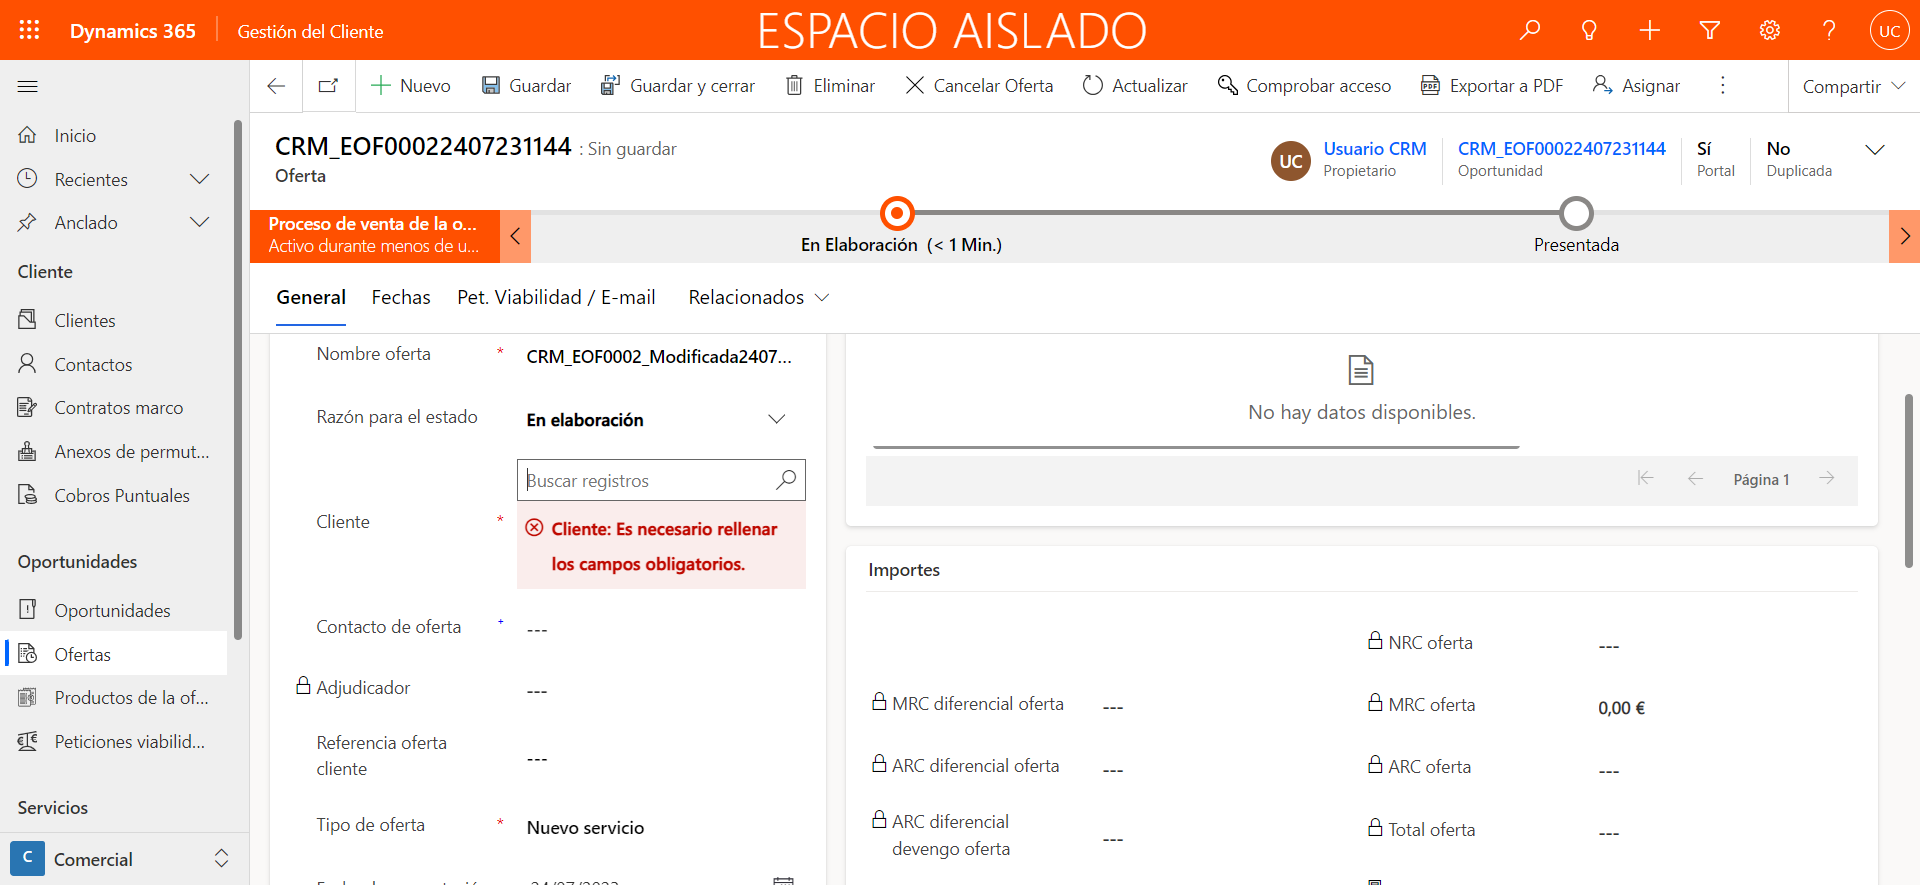 Dynamics 365
Gestión del Cliente
ESPACIO AISLADO
UC
Nuevo
Guardar
Guardar y cerrar
Eliminar
Cancelar Oferta
Actualizar
Comprobar acceso
Exportar a PDF
Asignar
Compartir
Inicio
Recientes
Anclado
Cliente
Clientes
Contactos
Contratos marco
Anexos de permut...
Cobros Puntuales
Oportunidades
Oportunidades
Ofertas
Productos de la of...
Peticiones viabilid...
Servicios
C
Comercial
CRM_EOF00022407231144 : Sin guardar
Oferta
UC
Usuario CRM
Propietario
CRM_EOF00022407231144
Oportunidad
Sí
Portal
No
Duplicada
Proceso de venta de la o...
Activo durante menos de u...
En Elaboración (< 1 Min.)
Presentada
General
Fechas
Pet. Viabilidad / E-mail
Relacionados
Nombre oferta * CRM_EOF0002_Modificada2407...
Razón para el estado En elaboración
Buscar registros
Cliente *
Cliente: Es necesario rellenar
los campos obligatorios.
Contacto de oferta + ---
Adjudicador ---
Referencia oferta
cliente ---
Tipo de oferta * Nuevo servicio
No hay datos disponibles.
Página 1
Importes
NRC oferta ---
MRC diferencial oferta ---
MRC oferta 0,00 €
ARC diferencial oferta ---
ARC oferta ---
ARC diferencial
devengo oferta ---
Total oferta ---